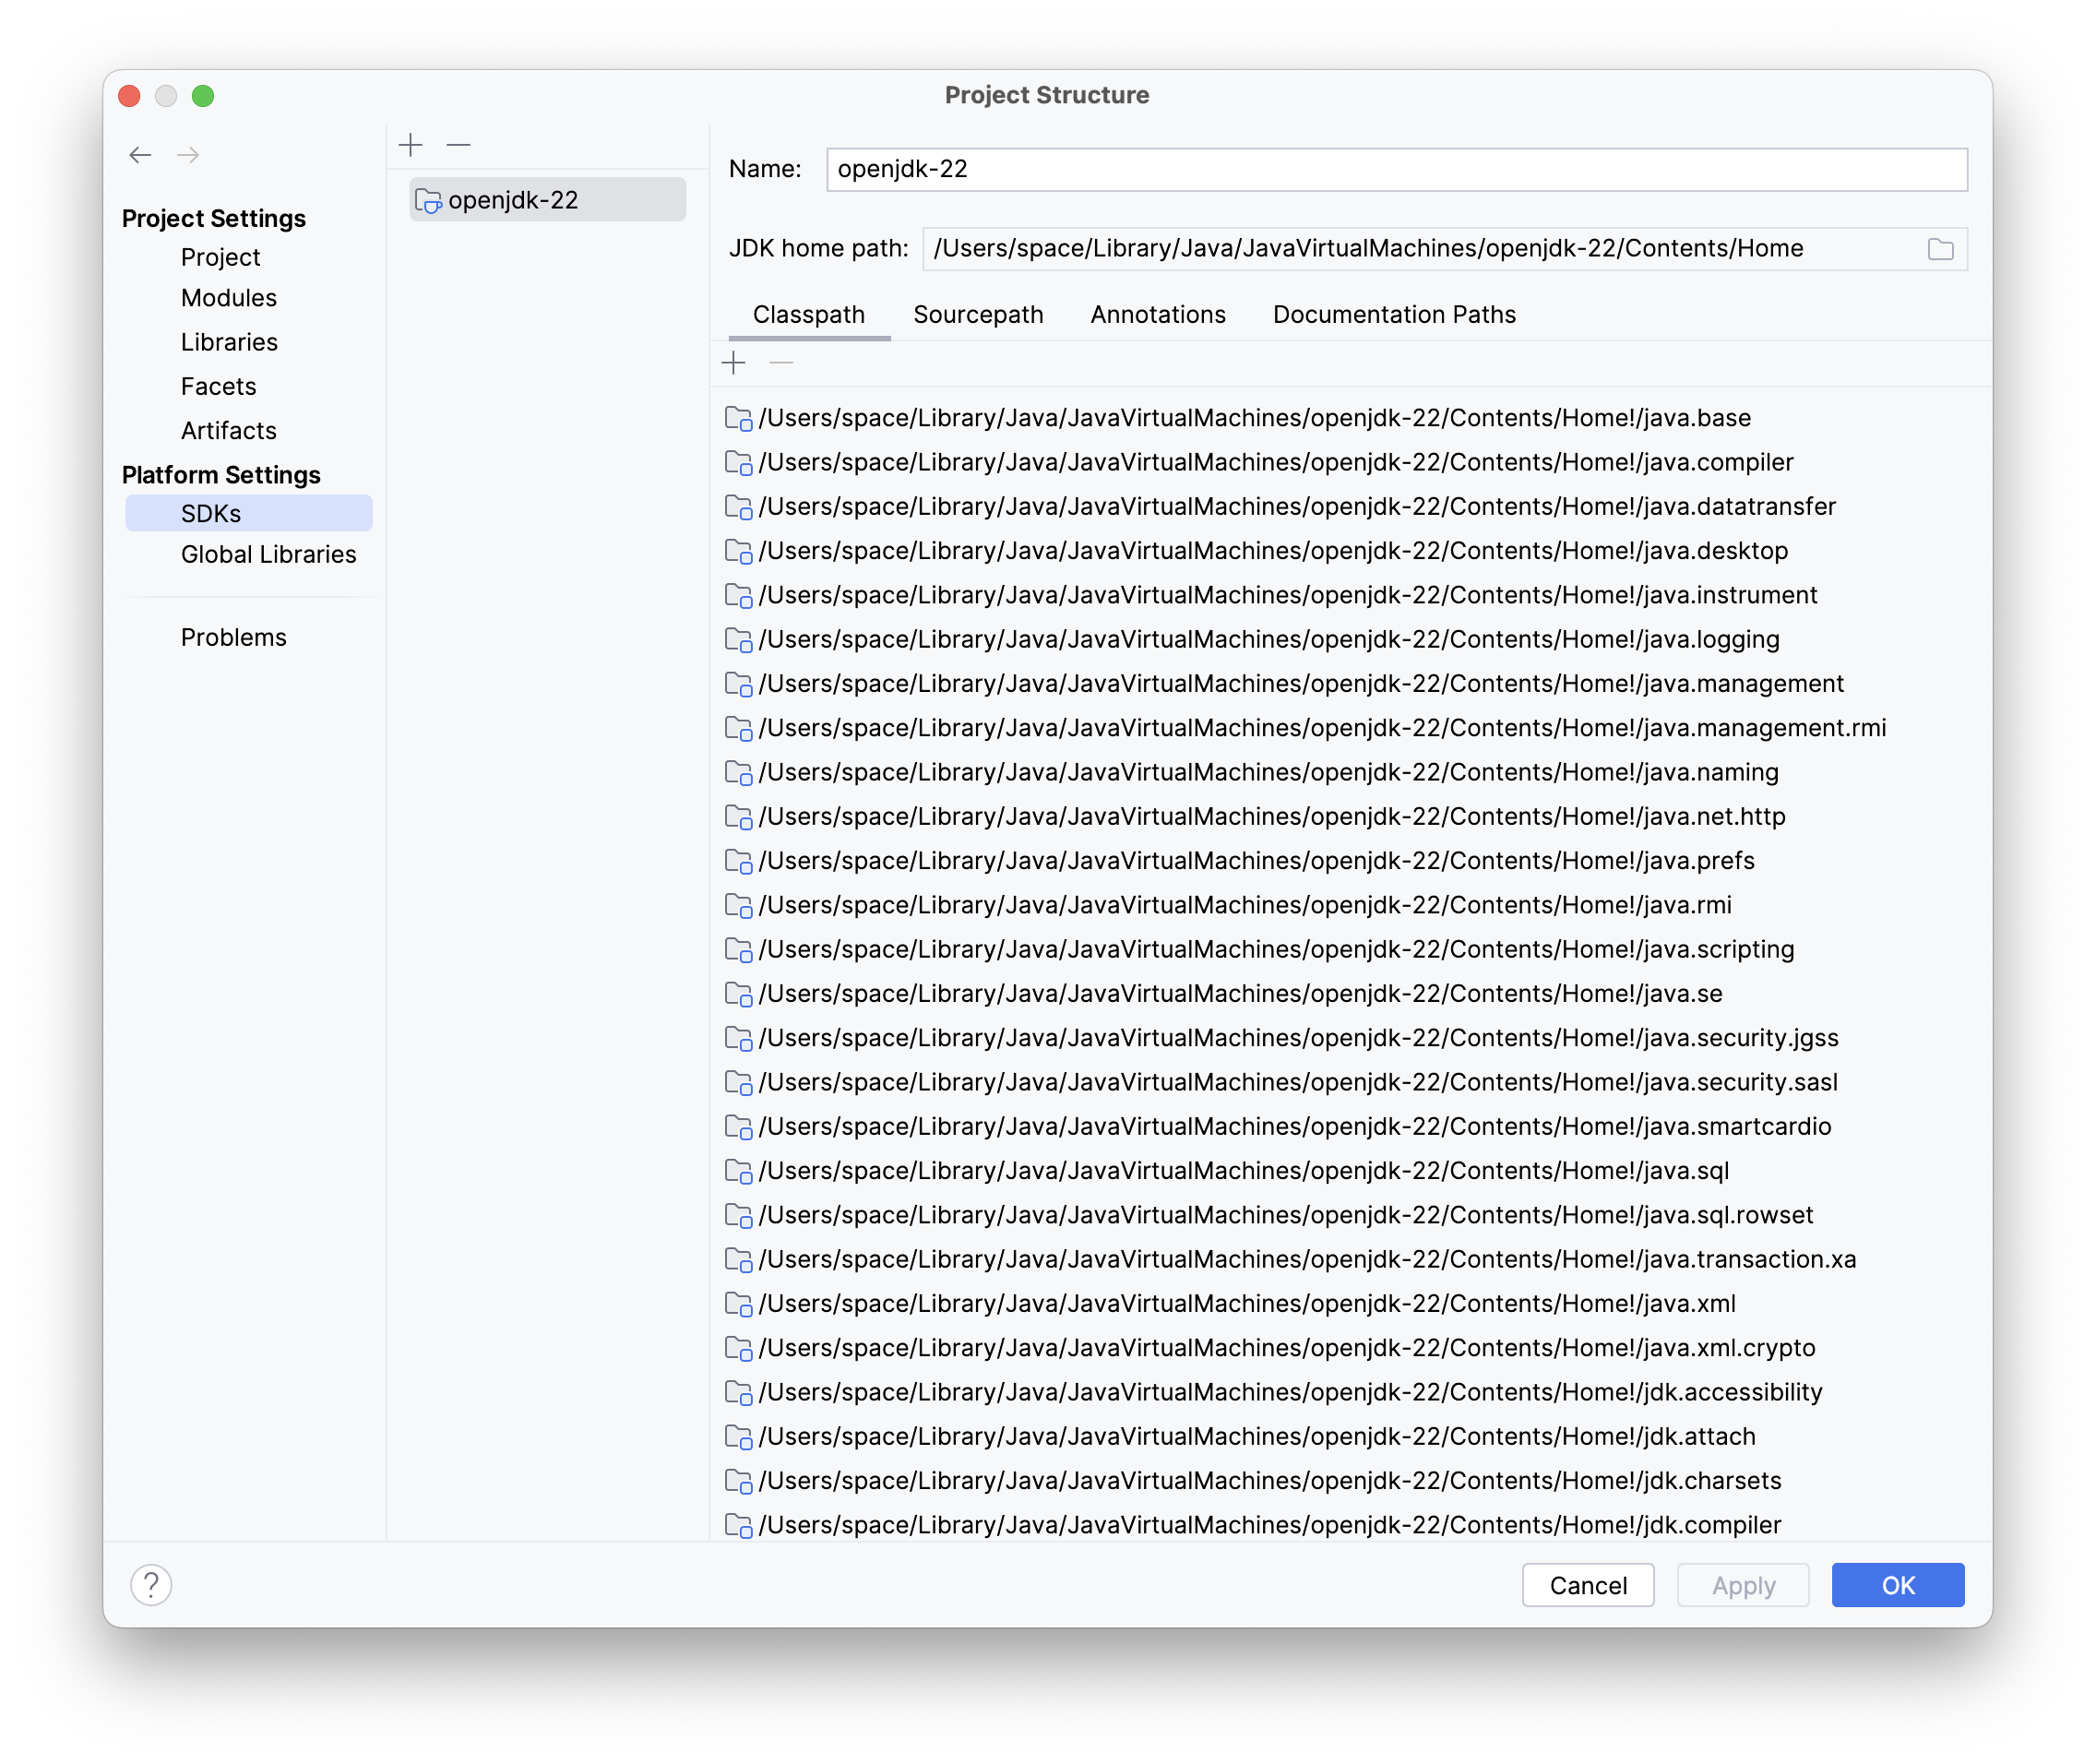 Project Structure
Project Settings
Project
Modules
Libraries
Facets
Artifacts
Platform Settings
SDKs
Global Libraries
Problems
openjdk-22
Name: openjdk-22
JDK home path: /Users/space/Library/Java/JavaVirtualMachines/openjdk-22/Contents/Home
Classpath Sourcepath Annotations Documentation Paths
/Users/space/Library/Java/JavaVirtualMachines/openjdk-22/Contents/Home!/java.base
/Users/space/Library/Java/JavaVirtualMachines/openjdk-22/Contents/Home!/java.compiler
/Users/space/Library/Java/JavaVirtualMachines/openjdk-22/Contents/Home!/java.datatransfer
/Users/space/Library/Java/JavaVirtualMachines/openjdk-22/Contents/Home!/java.desktop
/Users/space/Library/Java/JavaVirtualMachines/openjdk-22/Contents/Home!/java.instrument
/Users/space/Library/Java/JavaVirtualMachines/openjdk-22/Contents/Home!/java.logging
/Users/space/Library/Java/JavaVirtualMachines/openjdk-22/Contents/Home!/java.management
/Users/space/Library/Java/JavaVirtualMachines/openjdk-22/Contents/Home!/java.management.rmi
/Users/space/Library/Java/JavaVirtualMachines/openjdk-22/Contents/Home!/java.naming
/Users/space/Library/Java/JavaVirtualMachines/openjdk-22/Contents/Home!/java.net.http
/Users/space/Library/Java/JavaVirtualMachines/openjdk-22/Contents/Home!/java.prefs
/Users/space/Library/Java/JavaVirtualMachines/openjdk-22/Contents/Home!/java.rmi
/Users/space/Library/Java/JavaVirtualMachines/openjdk-22/Contents/Home!/java.scripting
/Users/space/Library/Java/JavaVirtualMachines/openjdk-22/Contents/Home!/java.se
/Users/space/Library/Java/JavaVirtualMachines/openjdk-22/Contents/Home!/java.security.jgss
/Users/space/Library/Java/JavaVirtualMachines/openjdk-22/Contents/Home!/java.security.sasl
/Users/space/Library/Java/JavaVirtualMachines/openjdk-22/Contents/Home!/java.smartcardio
/Users/space/Library/Java/JavaVirtualMachines/openjdk-22/Contents/Home!/java.sql
/Users/space/Library/Java/JavaVirtualMachines/openjdk-22/Contents/Home!/java.sql.rowset
/Users/space/Library/Java/JavaVirtualMachines/openjdk-22/Contents/Home!/java.transaction.xa
/Users/space/Library/Java/JavaVirtualMachines/openjdk-22/Contents/Home!/java.xml
/Users/space/Library/Java/JavaVirtualMachines/openjdk-22/Contents/Home!/java.xml.crypto
/Users/space/Library/Java/JavaVirtualMachines/openjdk-22/Contents/Home!/jdk.accessibility
/Users/space/Library/Java/JavaVirtualMachines/openjdk-22/Contents/Home!/jdk.attach
/Users/space/Library/Java/JavaVirtualMachines/openjdk-22/Contents/Home!/jdk.charsets
/Users/space/Library/Java/JavaVirtualMachines/openjdk-22/Contents/Home!/jdk.compiler
? Cancel Apply OK